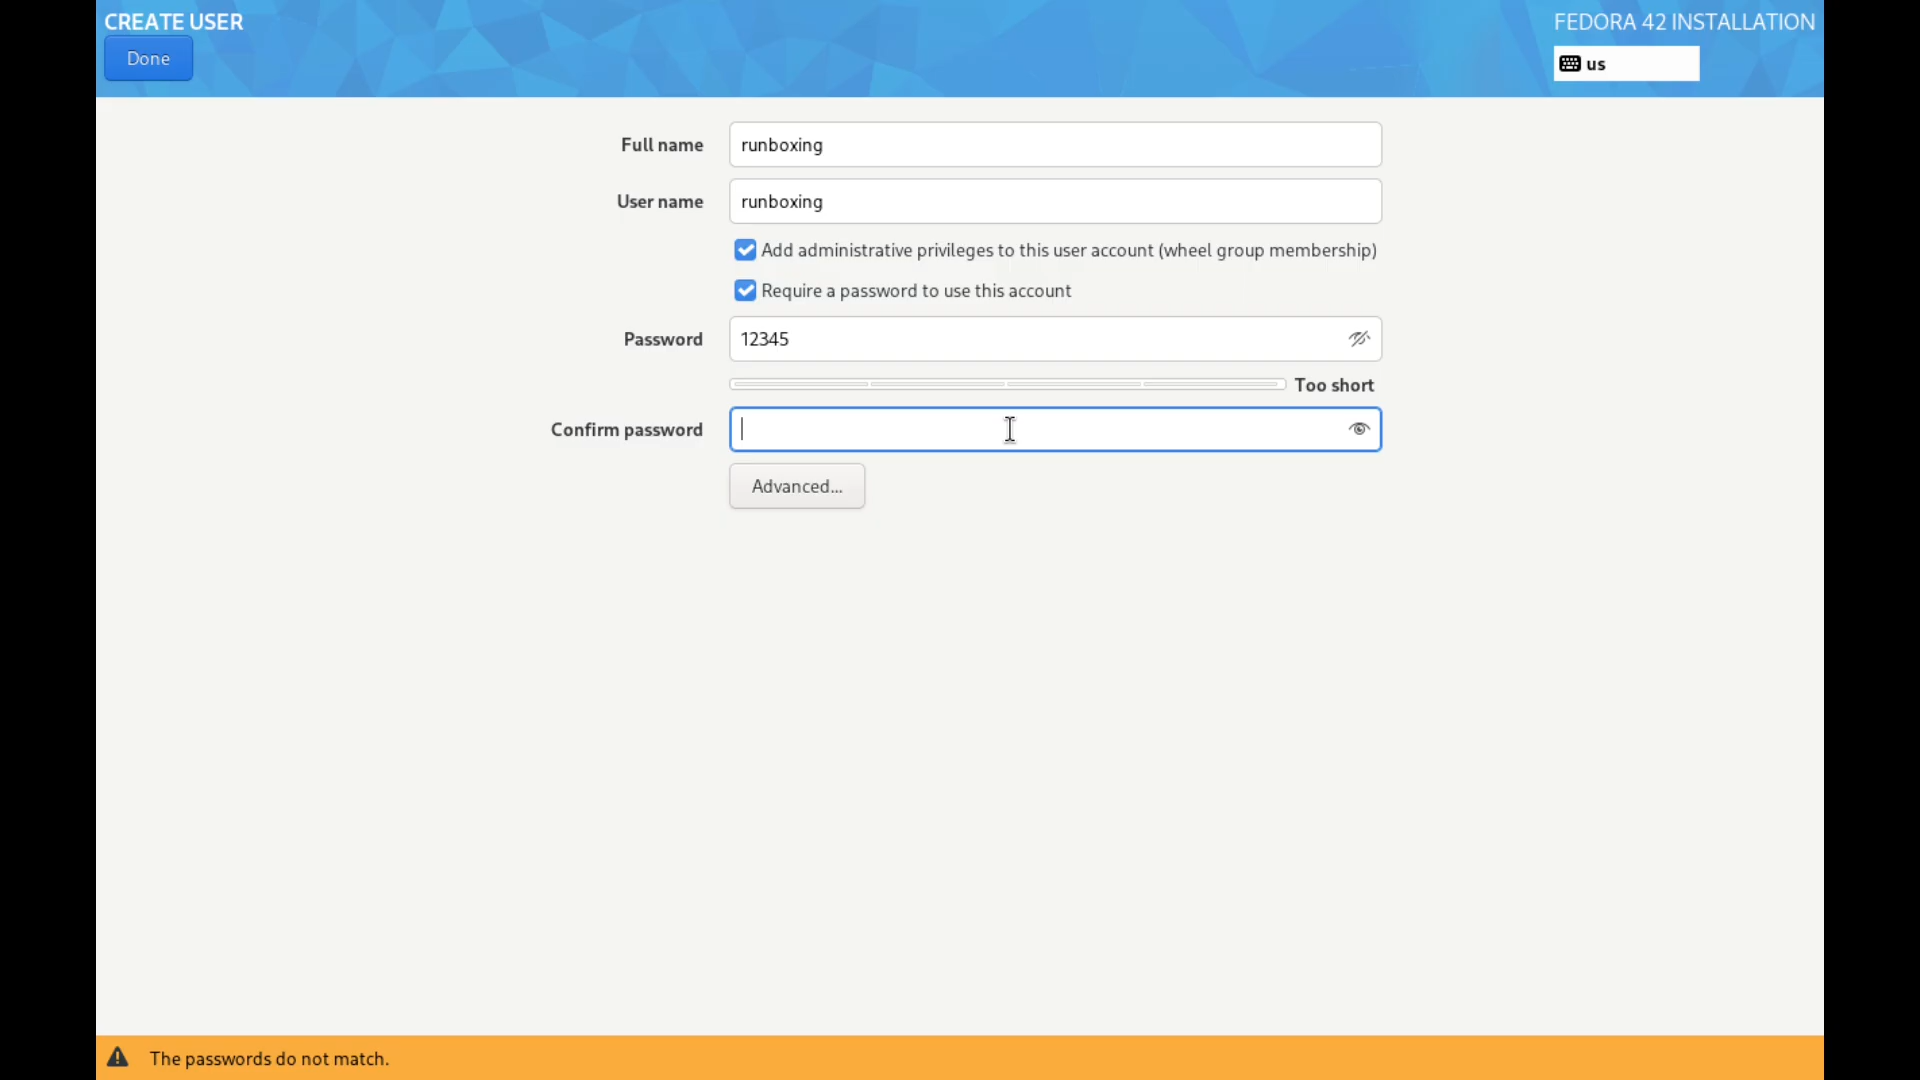 CREATE USER
FEDORA 42 INSTALLATION
Done
us
Full name
runboxing
User name
runboxing
Add administrative privileges to this user account (wheel group membership)
Require a password to use this account
Password
12345
Too short
Confirm password
Advanced...
The passwords do not match.